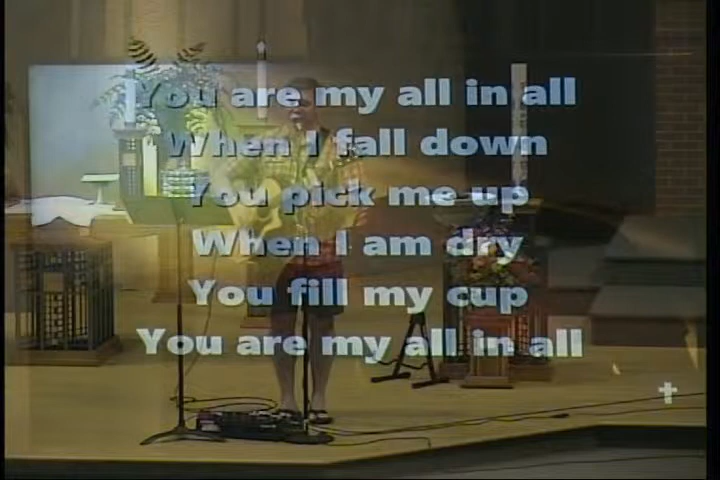 You are my all in all
When I fall down
You pick me up
When I am dry
You fill my cup
You are my all in all